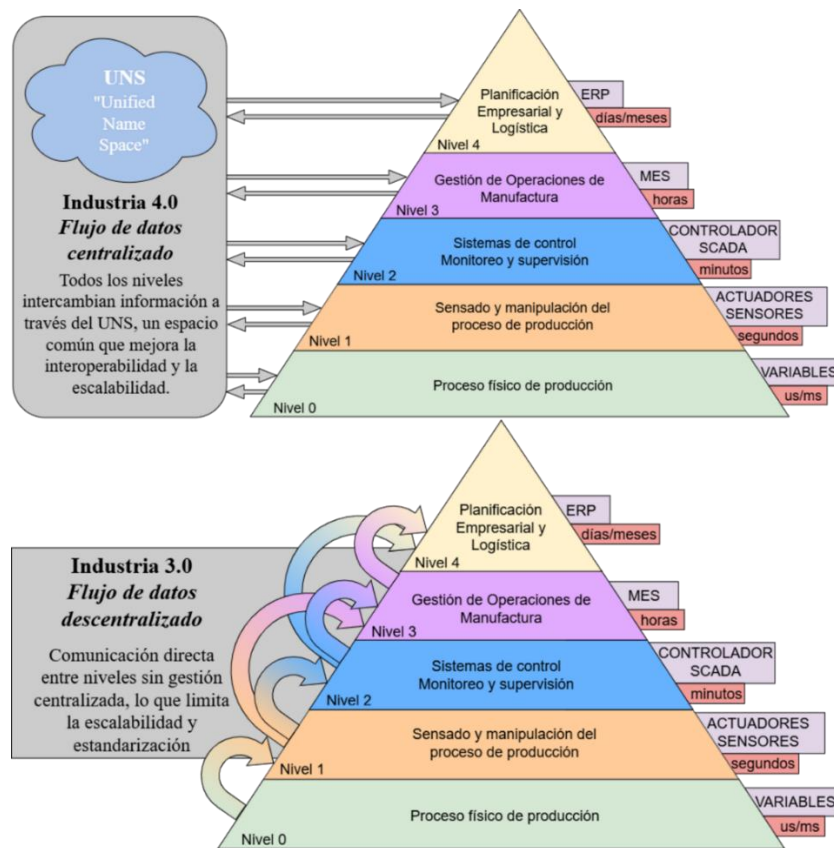 UNS
"Unified
Name
Space"
Industria 4.0
Flujo de datos
centralizado
Todos los niveles
intercambian información a
través del UNS, un espacio
común que mejora la
interoperabilidad y la
escalabilidad.
Planificación
Empresarial y
Logística
Nivel 4
ERP
días/meses
Gestión de Operaciones de
Manufactura
Nivel 3
MES
horas
Sistemas de control
Monitoreo y supervisión
Nivel 2
CONTROLADOR
SCADA
minutos
Sensado y manipulación del
proceso de producción
Nivel 1
ACTUADORES
SENSORES
segundos
Proceso físico de producción
Nivel 0
VARIABLES
us/ms
Industria 3.0
Flujo de datos
descentralizado
Comunicación directa
entre niveles sin gestión
centralizada, lo que limita
la escalabilidad y
estandarización
Planificación
Empresarial y
Logística
Nivel 4
ERP
días/meses
Gestión de Operaciones de
Manufactura
Nivel 3
MES
horas
Sistemas de control
Monitoreo y supervisión
Nivel 2
CONTROLADOR
SCADA
minutos
Sensado y manipulación del
proceso de producción
Nivel 1
ACTUADORES
SENSORES
segundos
Proceso físico de producción
Nivel 0
VARIABLES
us/ms